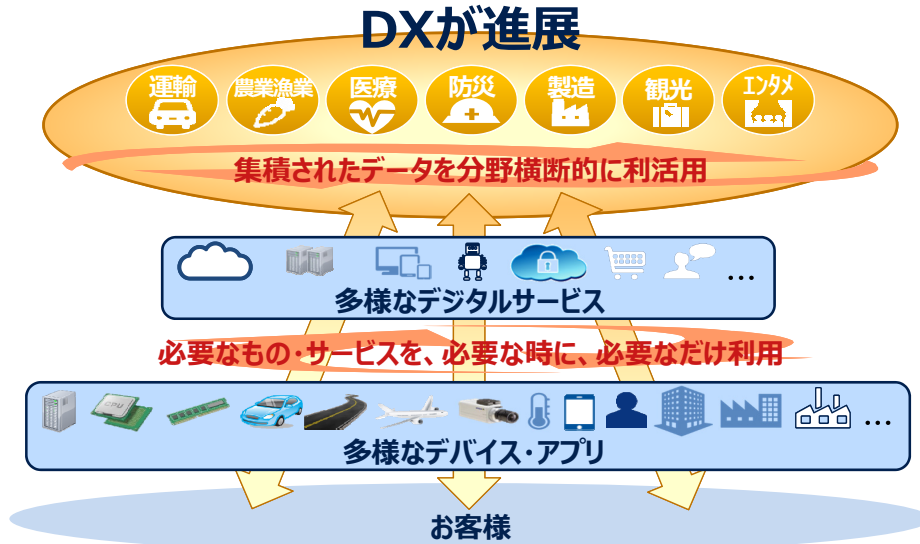 DXが進展
運輸
農業漁業
医療
防災
製造
観光
エンタメ
集積されたデータを分野横断的に利活用
…
多様なデジタルサービス
必要なもの・サービスを、必要な時に、必要なだけ利用
CPU
…
多様なデバイス・アプリ
お客様